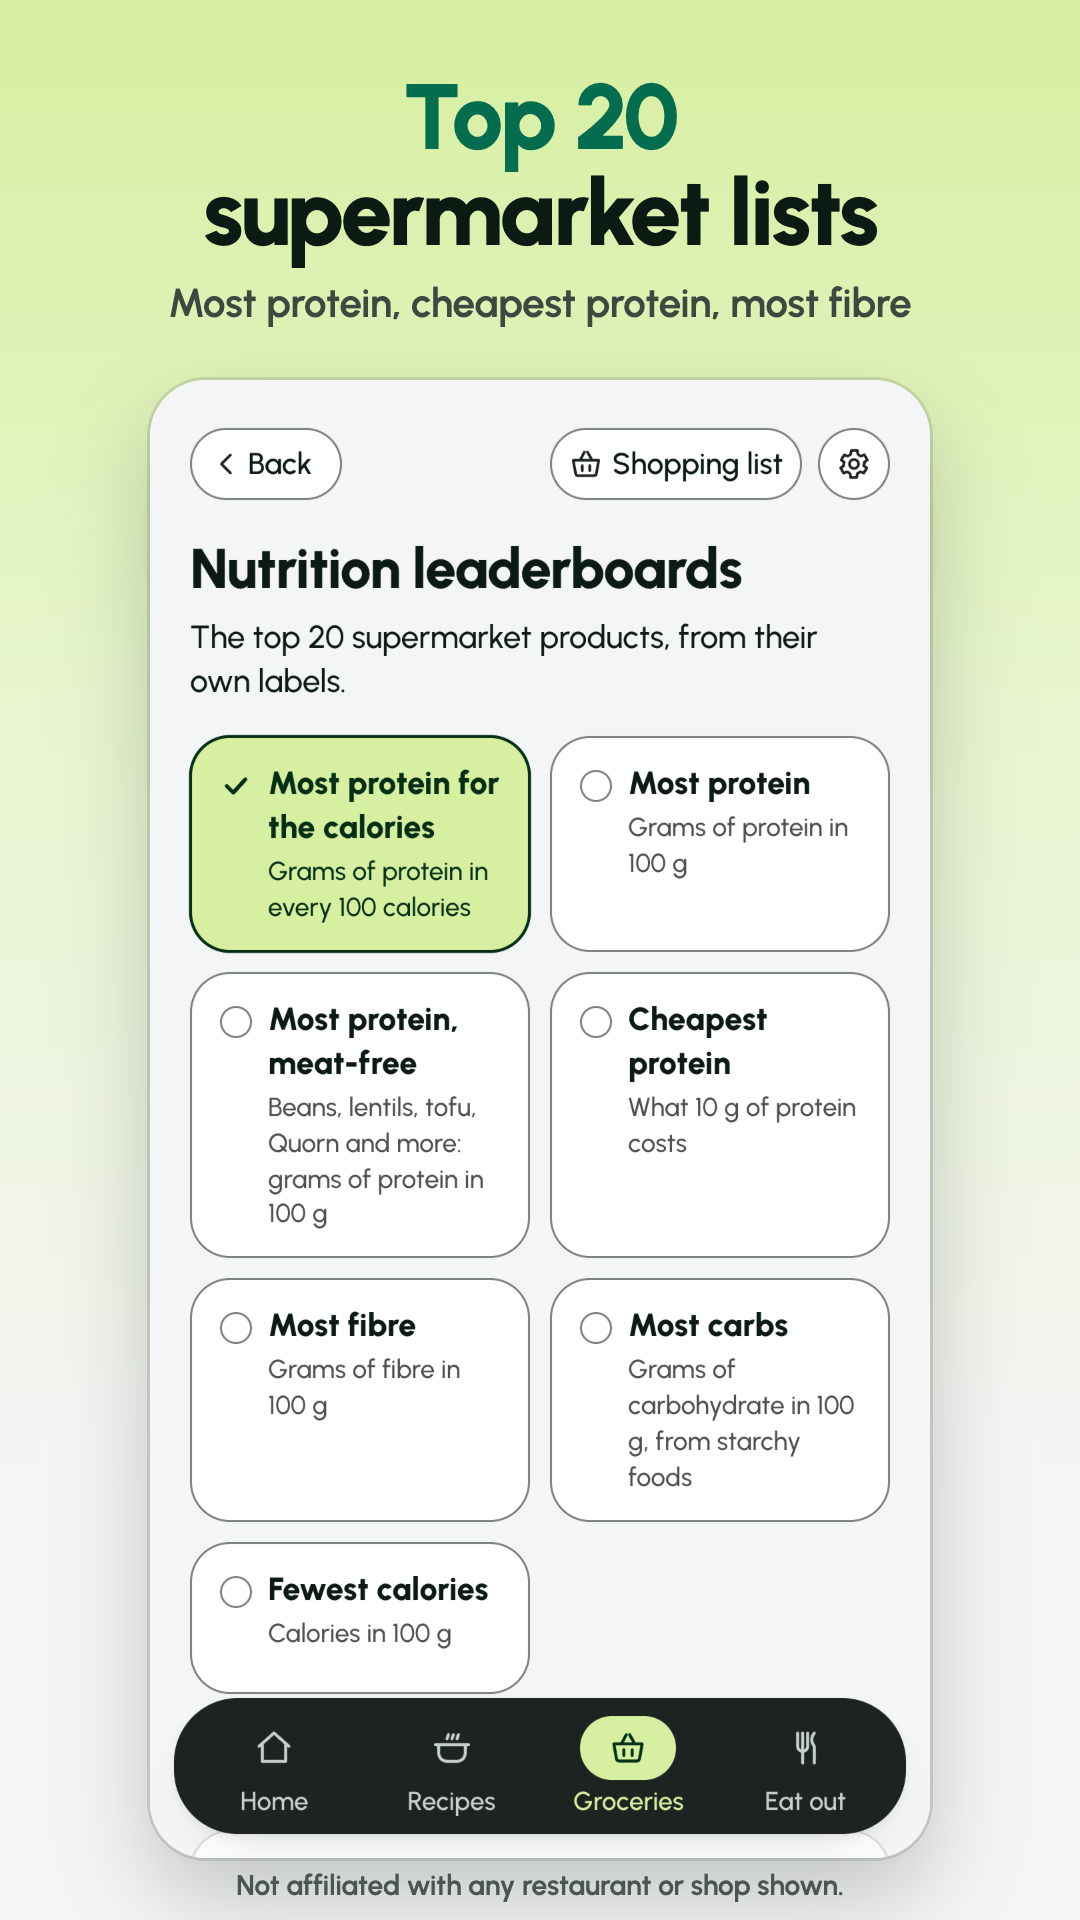 Top 20
supermarket lists
Most protein, cheapest protein, most fibre
Back
Shopping list
Nutrition leaderboards
The top 20 supermarket products, from their
own labels.
Most protein for
the calories
Grams of protein in
every 100 calories
Most protein
Grams of protein in
100 g
Most protein,
meat-free
Beans, lentils, tofu,
Quorn and more:
grams of protein in
100 g
Cheapest
protein
What 10 g of protein
costs
Most fibre
Grams of fibre in
100 g
Most carbs
Grams of
carbohydrate in 100
g, from starchy
foods
Fewest calories
Calories in 100 g
Home
Recipes
Groceries
Eat out
Not affiliated with any restaurant or shop shown.